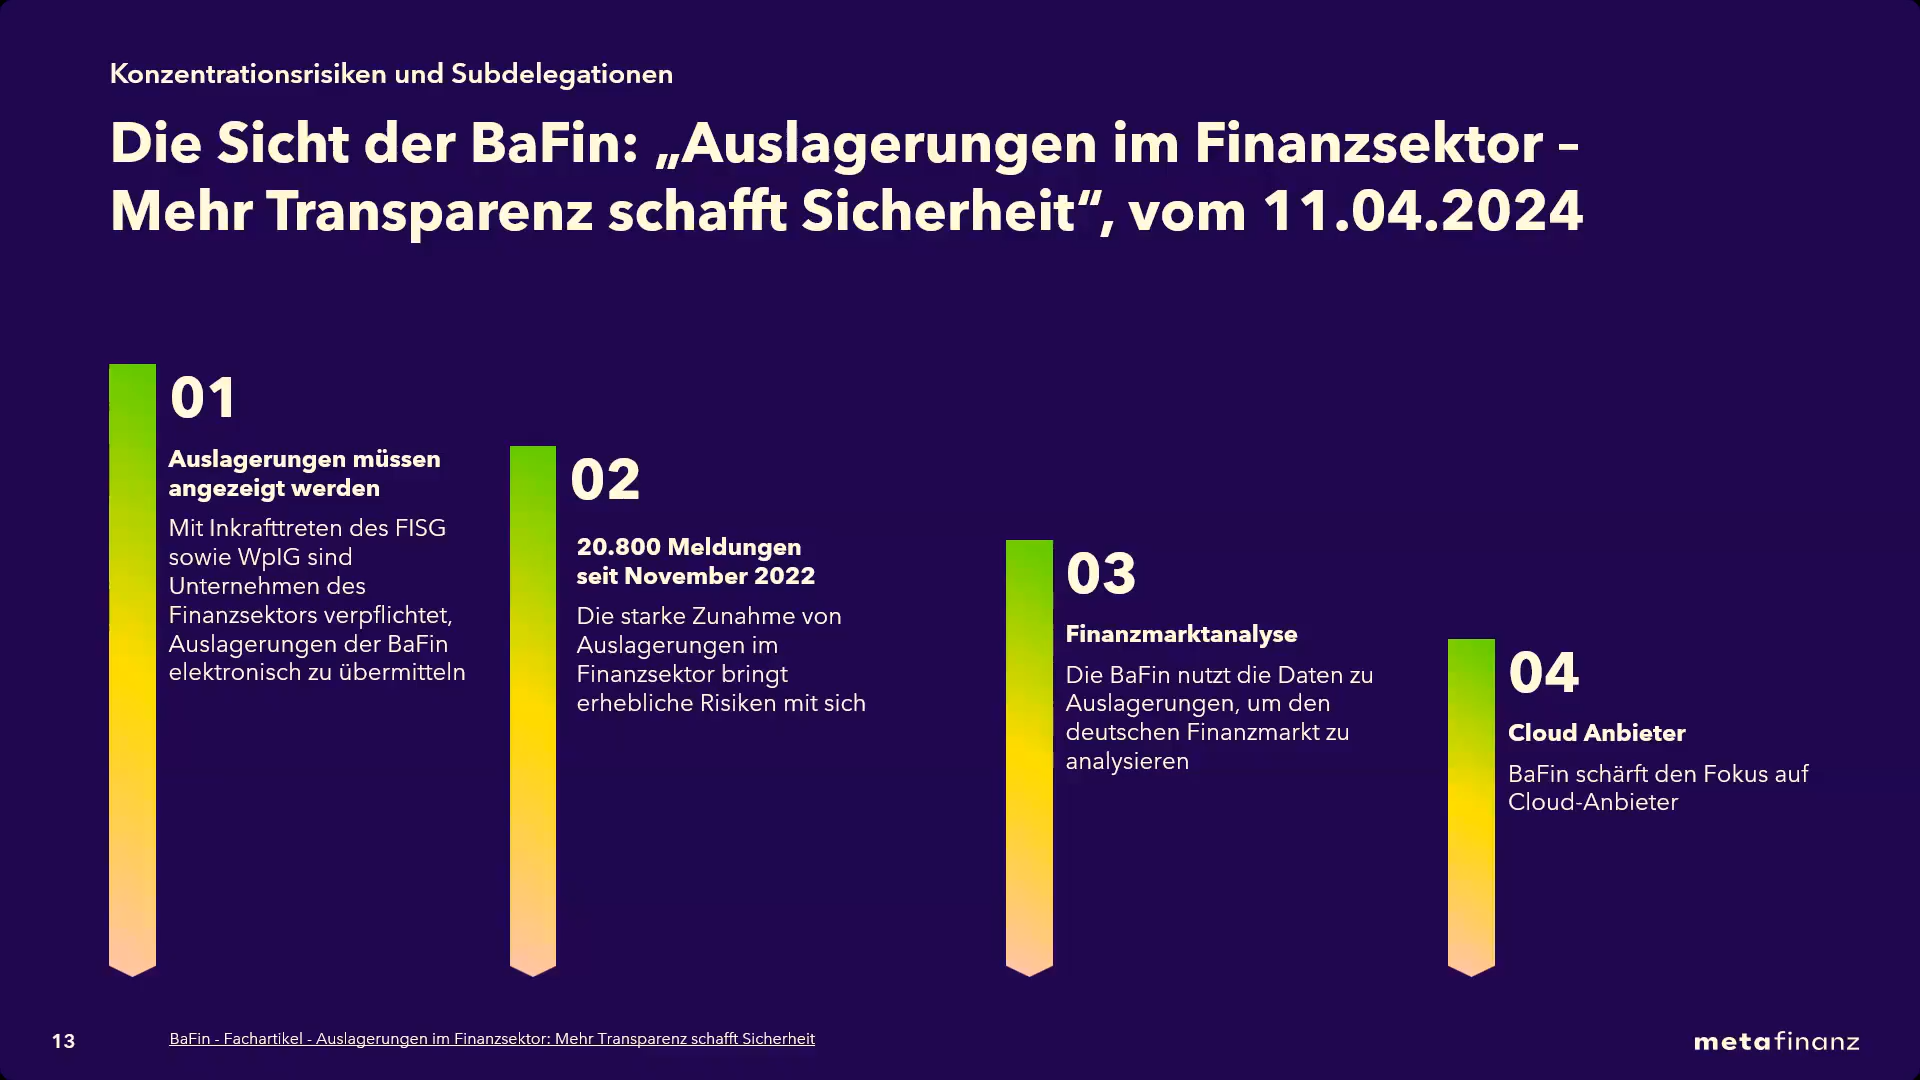 Konzentrationsrisiken und Subdelegationen
Die Sicht der BaFin: „Auslagerungen im Finanzsektor –
Mehr Transparenz schafft Sicherheit“, vom 11.04.2024
01
Auslagerungen müssen
angezeigt werden
Mit Inkrafttreten des FISG
sowie WpIG sind
Unternehmen des
Finanzsektors verpflichtet,
Auslagerungen der BaFin
elektronisch zu übermitteln
02
20.800 Meldungen
seit November 2022
Die starke Zunahme von
Auslagerungen im
Finanzsektor bringt
erhebliche Risiken mit sich
03
Finanzmarktanalyse
Die BaFin nutzt die Daten zu
Auslagerungen, um den
deutschen Finanzmarkt zu
analysieren
04
Cloud Anbieter
BaFin schärft den Fokus auf
Cloud-Anbieter
13
BaFin - Fachartikel - Auslagerungen im Finanzsektor: Mehr Transparenz schafft Sicherheit
metafinanz